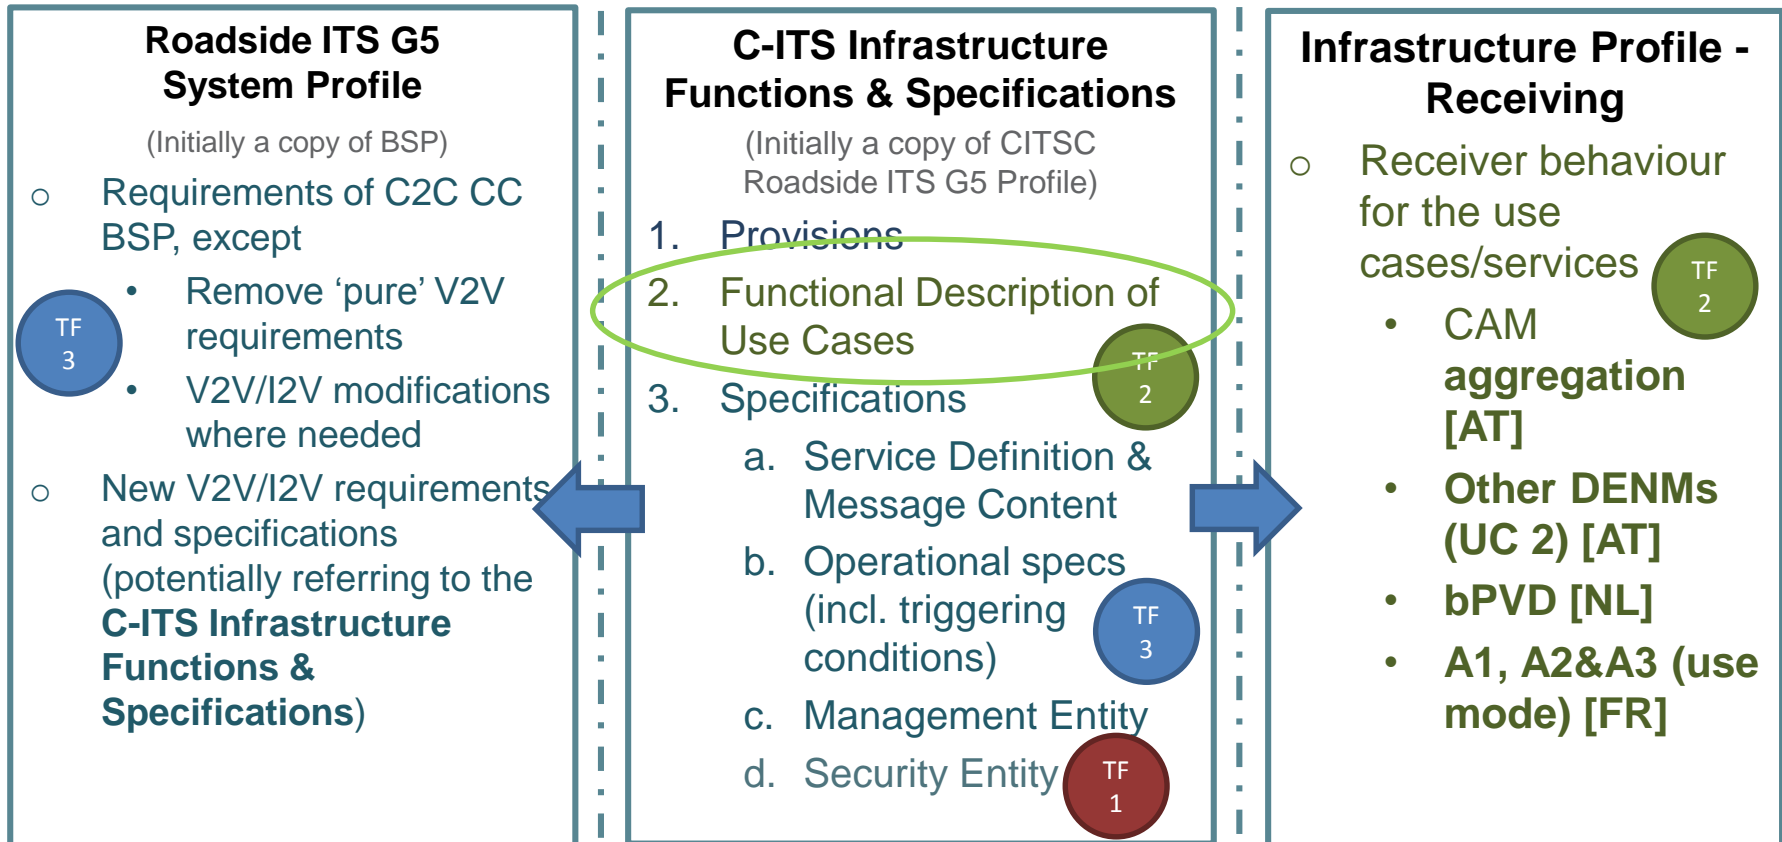 Roadside ITS G5
System Profile
(Initially a copy of BSP)
o Requirements of C2C CC
BSP, except
• Remove ‘pure’ V2V
requirements
• V2V/I2V modifications
where needed
TF
3
o New V2V/I2V requirements
and specifications
(potentially referring to the
C-ITS Infrastructure
Functions &
Specifications)
C-ITS Infrastructure
Functions & Specifications
(Initially a copy of CITSC
Roadside ITS G5 Profile)
1. Provisions
2. Functional Description of
Use Cases
TF
2
3. Specifications
a. Service Definition &
Message Content
b. Operational specs
(incl. triggering
conditions)
TF
3
c. Management Entity
d. Security Entity
TF
1
Infrastructure Profile -
Receiving
o Receiver behaviour
for the use
cases/services
TF
2
• CAM
aggregation
[AT]
• Other DENMs
(UC 2) [AT]
• bPVD [NL]
• A1, A2&A3 (use
mode) [FR]